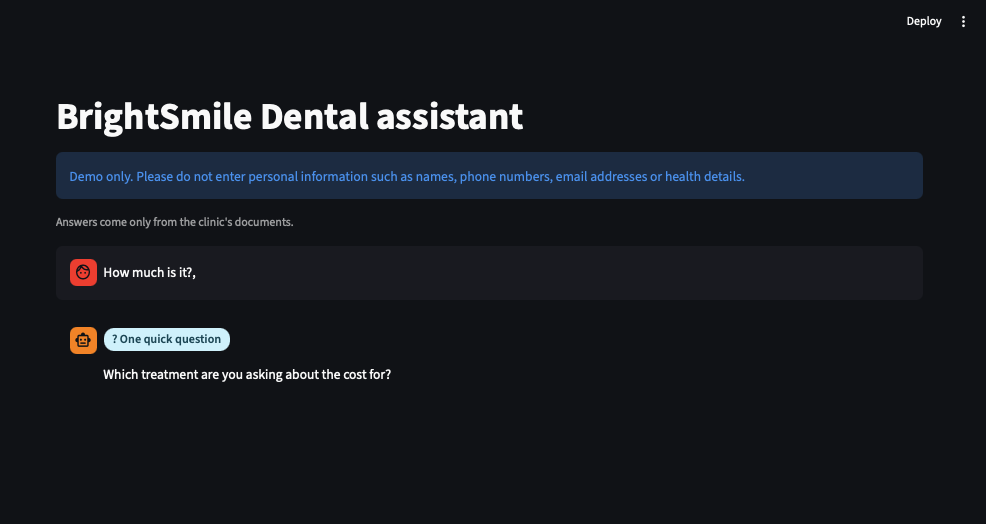 Deploy
BrightSmile Dental assistant
Demo only. Please do not enter personal information such as names, phone numbers, email addresses or health details.
Answers come only from the clinic's documents.
How much is it?,
? One quick question
Which treatment are you asking about the cost for?